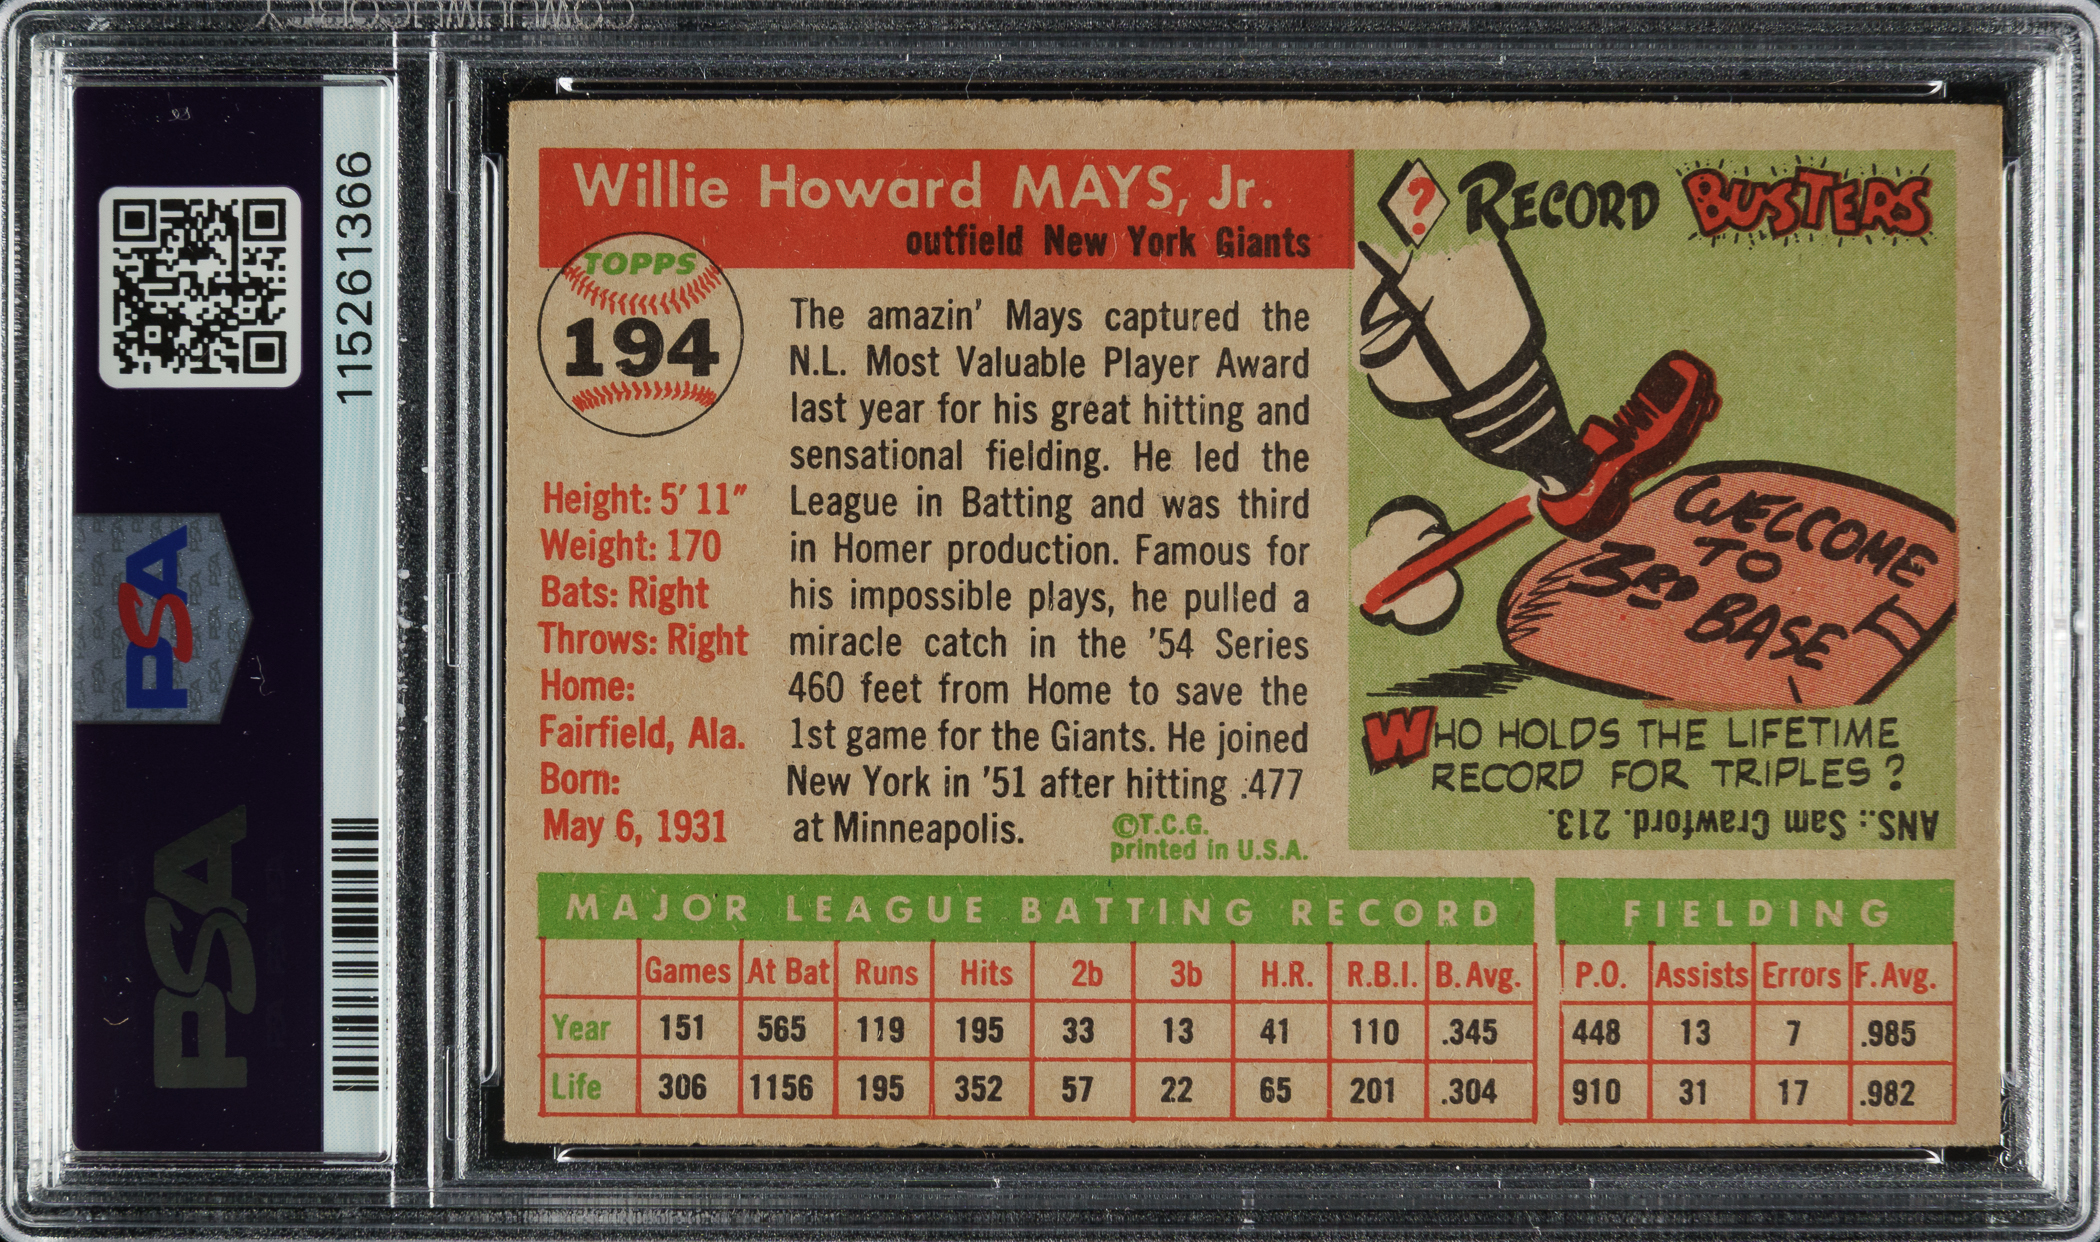 115261366
PSA
PSA
Willie Howard MAYS, Jr.
outfield New York Giants
TOPPS
194
Height: 5' 11"
Weight: 170
Bats: Right
Throws: Right
Home:
Fairfield, Ala.
Born:
May 6, 1931
The amazin' Mays captured the
N.L. Most Valuable Player Award
last year for his great hitting and
sensational fielding. He led the
League in Batting and was third
in Homer production. Famous for
his impossible plays, he pulled a
miracle catch in the '54 Series
460 feet from Home to save the
1st game for the Giants. He joined
New York in '51 after hitting .477
at Minneapolis.
©T.C.G.
printed in U.S.A.
? RECORD BUSTERS
WELCOME
TO
3RD BASE
WHO HOLDS THE LIFETIME
RECORD FOR TRIPLES?
ANS.: Sam Crawford. 213.
MAJOR LEAGUE BATTING RECORD
Games At Bat Runs Hits 2b 3b H.R. R.B.I. B. Avg.
Year 151 565 119 195 33 13 41 110 .345
Life 306 1156 195 352 57 22 65 201 .304
FIELDING
P.O. Assists Errors F. Avg.
448 13 7 .985
910 31 17 .982